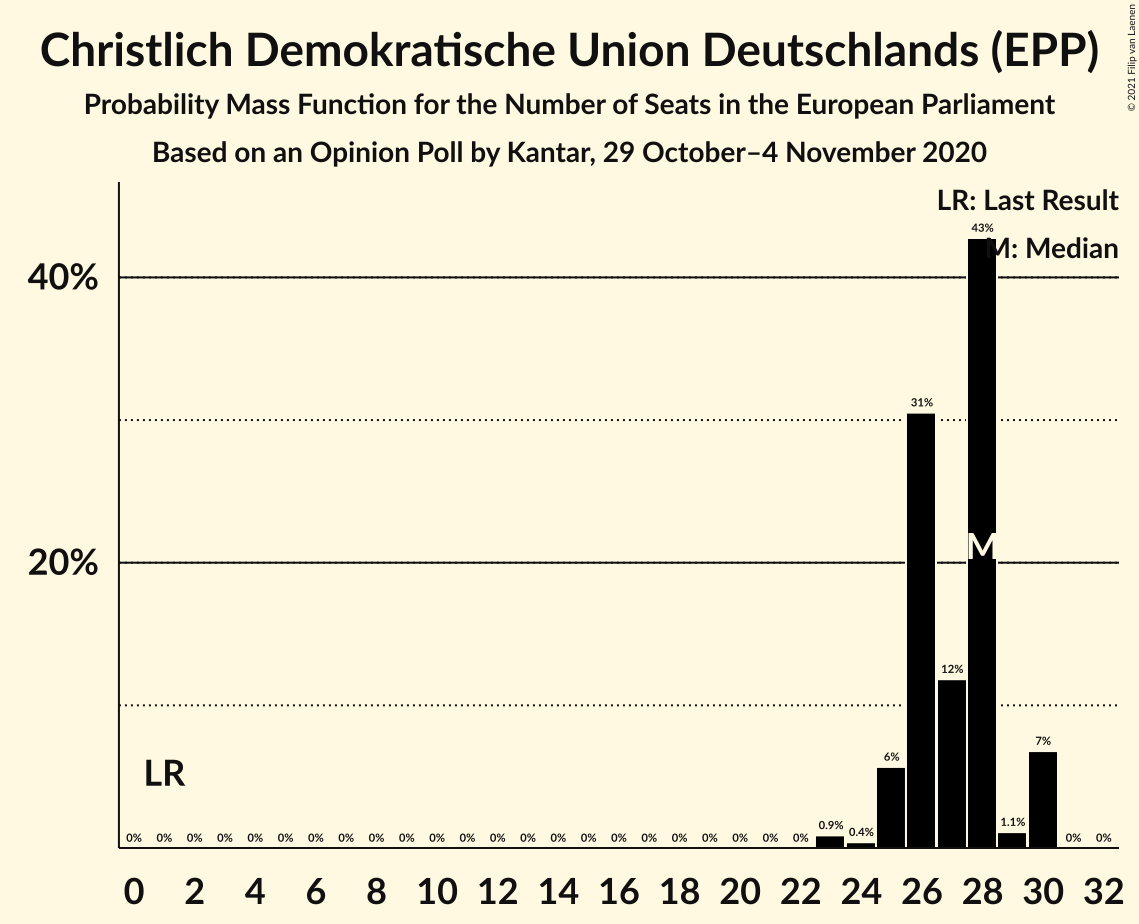 Christlich Demokratische Union Deutschlands (EPP)
Probability Mass Function for the Number of Seats in the European Parliament
Based on an Opinion Poll by Kantar, 29 October–4 November 2020
© 2021 Filip van Laenen
LR: Last Result
M: Median
40%
20%
43%
31%
M
12%
6%
7%
LR
0% 0% 0% 0% 0% 0% 0% 0% 0% 0% 0% 0% 0% 0% 0% 0% 0% 0% 0% 0% 0% 0% 0% 0.9% 0.4% 1.1% 0% 0%
0 2 4 6 8 10 12 14 16 18 20 22 24 26 28 30 32